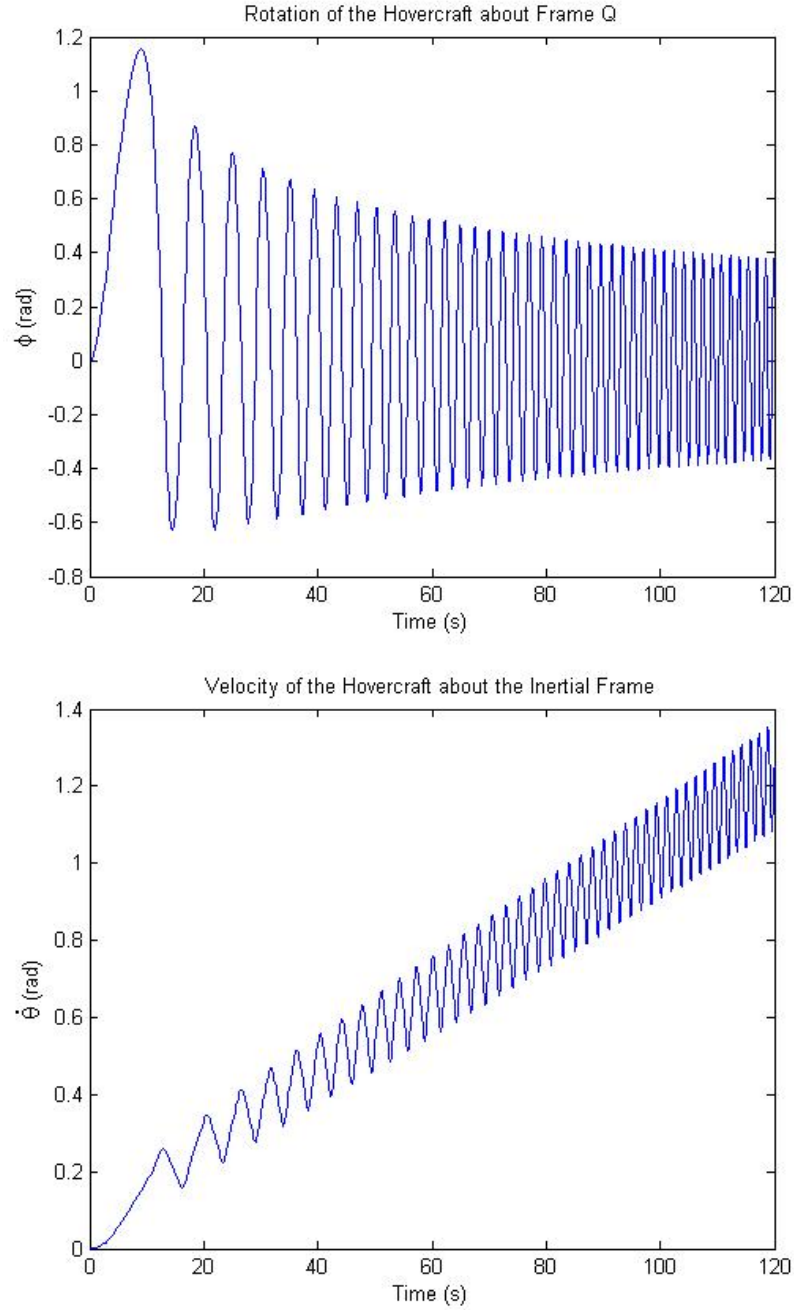 Rotation of the Hovercraft about Frame Q
1.2
1
0.8
0.6
0.4
0.2
0
-0.2
-0.4
-0.6
-0.8
ϕ (rad)
0 20 40 60 80 100 120
Time (s)
Velocity of the Hovercraft about the Inertial Frame
1.4
1.2
1
0.8
0.6
0.4
0.2
0
θ̇ (rad)
0 20 40 60 80 100 120
Time (s)